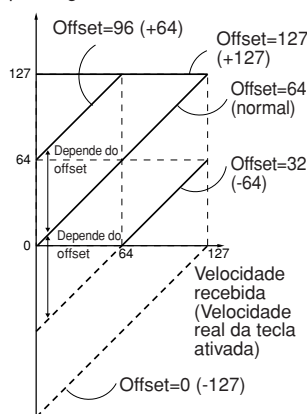 Offset=96 (+64)
Offset=127
(+127)
127
Offset=64
(normal)
Depende do
offset
64
Offset=32
(-64)
Depende do
offset
0
64
127
Velocidade
recebida
(Velocidade
real da tecla
ativada)
Offset=0 (-127)